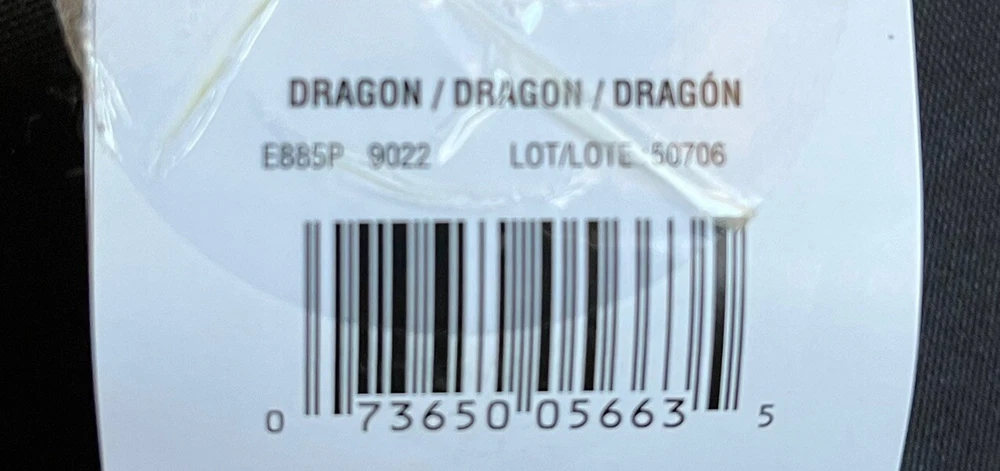 DRAGON / DRAGON / DRAGÓN
E885P 9022 LOT/LOTE 50706
0 73650 05663 5